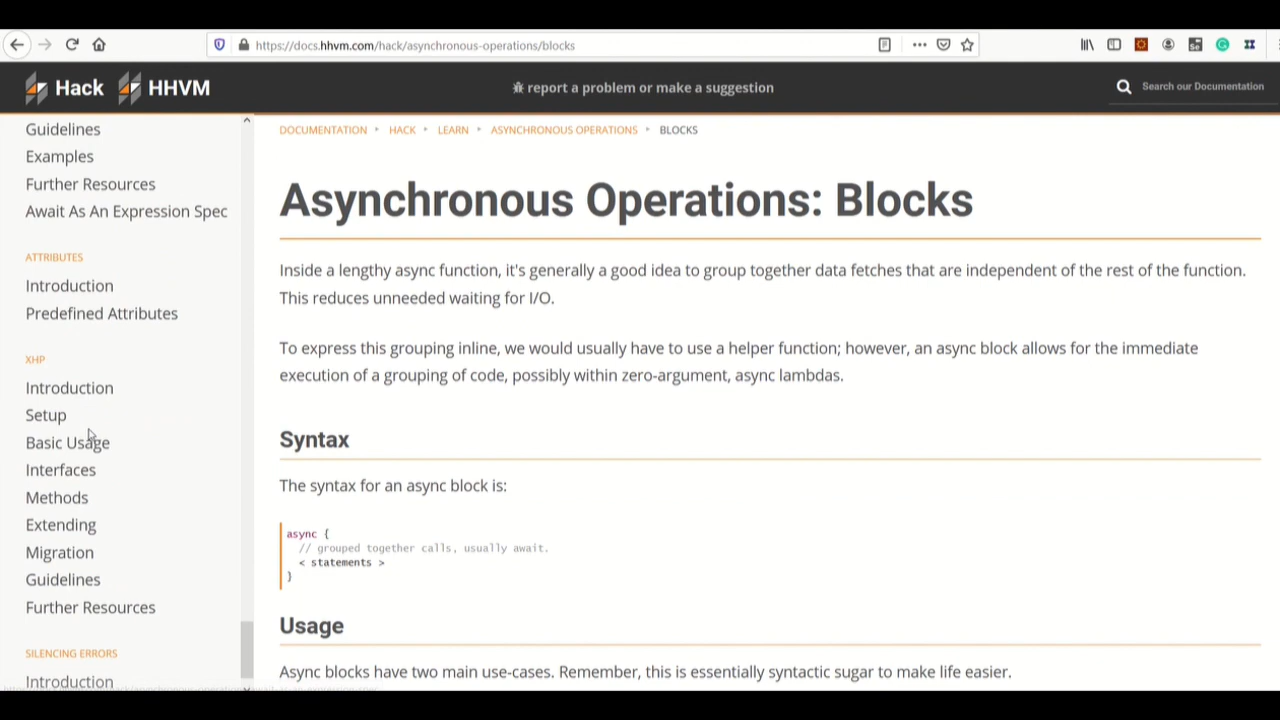 https://docs.hhvm.com/hack/asynchronous-operations/blocks
Hack HHVM
report a problem or make a suggestion
Search our Documentation
Guidelines
Examples
Further Resources
Await As An Expression Spec
ATTRIBUTES
Introduction
Predefined Attributes
XHP
Introduction
Setup
Basic Usage
Interfaces
Methods
Extending
Migration
Guidelines
Further Resources
SILENCING ERRORS
Introduction
DOCUMENTATION HACK LEARN ASYNCHRONOUS OPERATIONS BLOCKS
Asynchronous Operations: Blocks
Inside a lengthy async function, it's generally a good idea to group together data fetches that are independent of the rest of the function.
This reduces unneeded waiting for I/O.
To express this grouping inline, we would usually have to use a helper function; however, an async block allows for the immediate
execution of a grouping of code, possibly within zero-argument, async lambdas.
Syntax
The syntax for an async block is:
async {
// grouped together calls, usually await.
< statements >
}
Usage
Async blocks have two main use-cases. Remember, this is essentially syntactic sugar to make life easier.